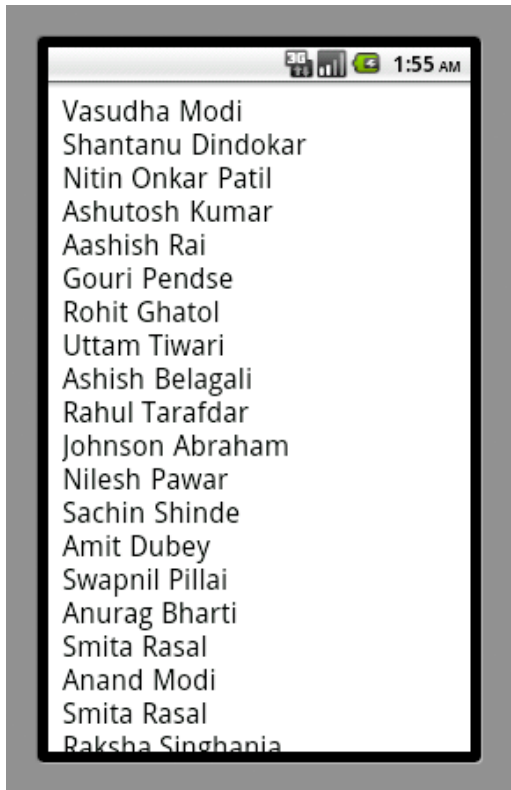 3G 1:55 AM
Vasudha Modi
Shantanu Dindokar
Nitin Onkar Patil
Ashutosh Kumar
Aashish Rai
Gouri Pendse
Rohit Ghatol
Uttam Tiwari
Ashish Belagali
Rahul Tarafdar
Johnson Abraham
Nilesh Pawar
Sachin Shinde
Amit Dubey
Swapnil Pillai
Anurag Bharti
Smita Rasal
Anand Modi
Smita Rasal
Raksha Singhania